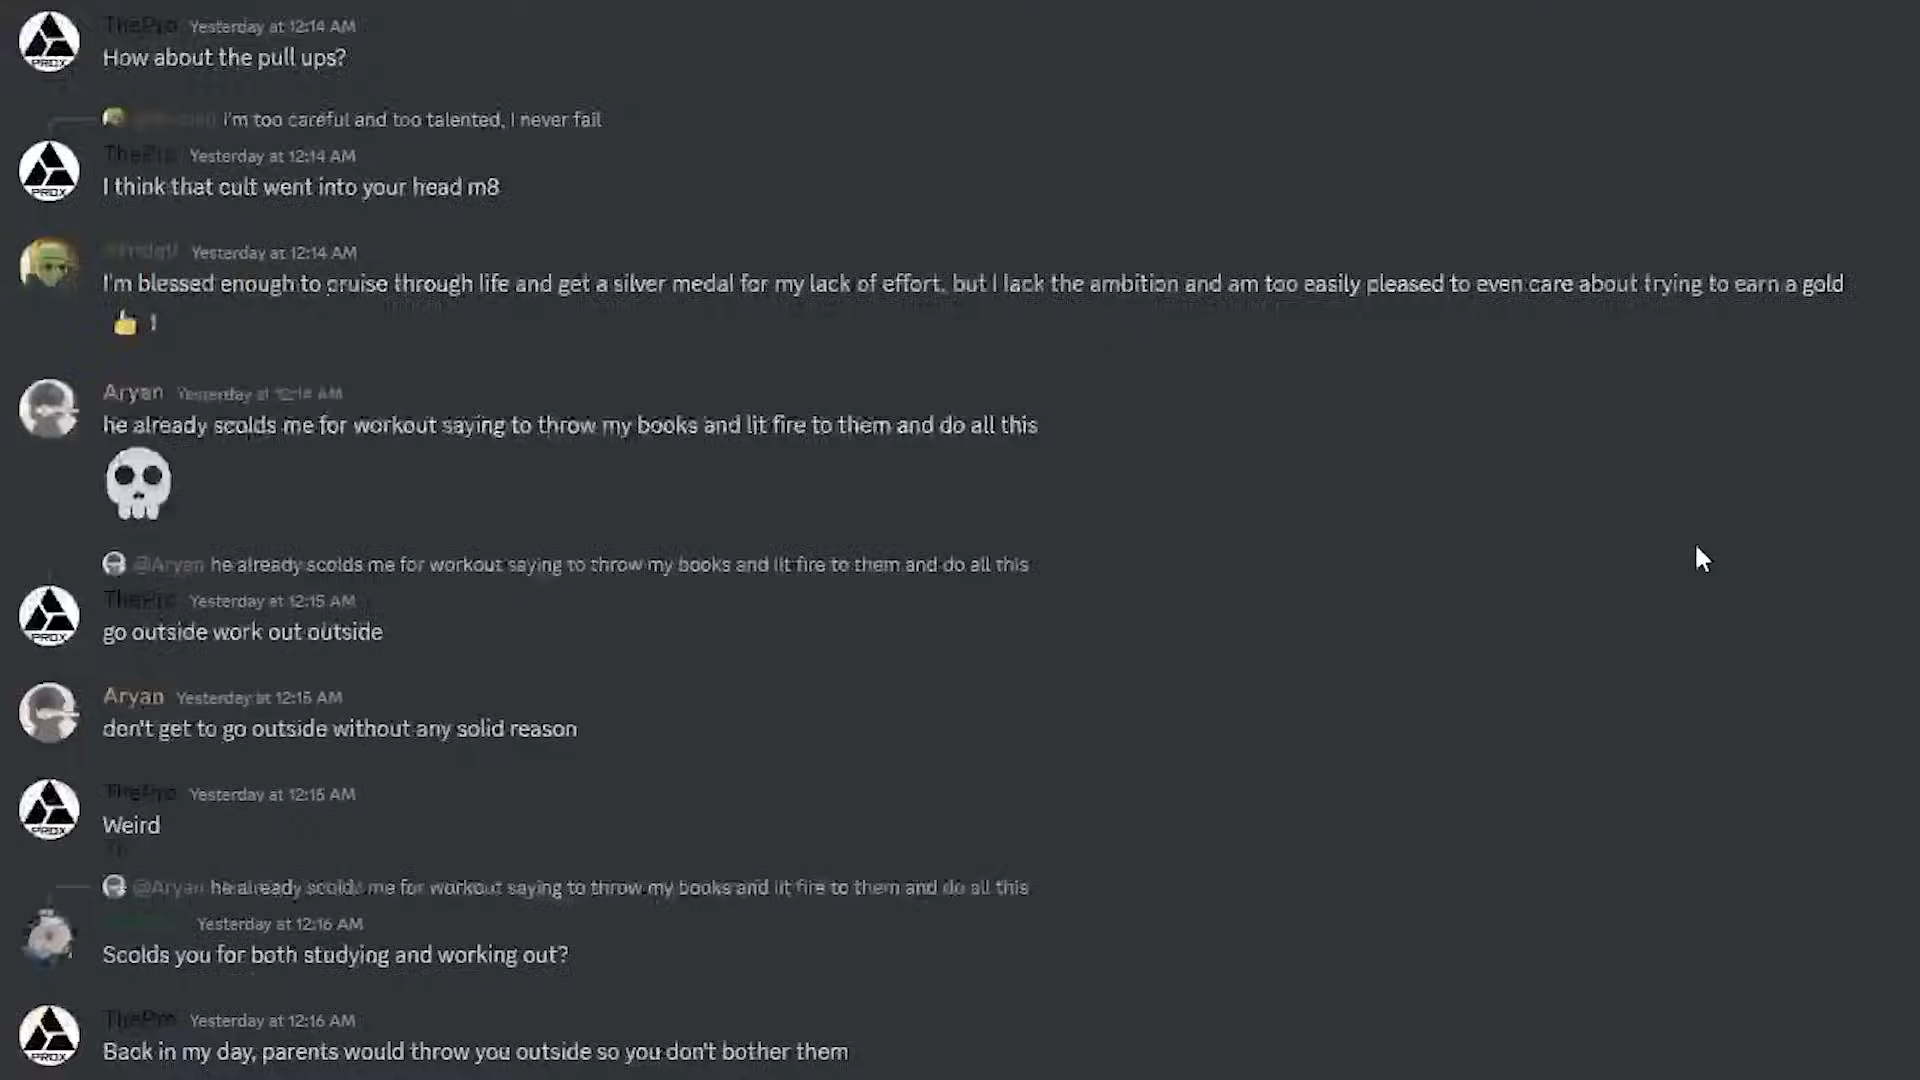 ThePro Yesterday at 12:14 AM
How about the pull ups?
i'm too careful and too talented, I never fail
ThePro Yesterday at 12:14 AM
I think that cult went into your head m8
Yesterday at 12:14 AM
I'm blessed enough to cruise through life and get a silver medal for my lack of effort, but I lack the ambition and am too easily pleased to even care about trying to earn a gold
1
Aryan Yesterday at 12:14 AM
he already scolds me for workout saying to throw my books and lit fire to them and do all this
@Aryan he already scolds me for workout saying to throw my books and lit fire to them and do all this
ThePro Yesterday at 12:15 AM
go outside work out outside
Aryan Yesterday at 12:15 AM
don't get to go outside without any solid reason
ThePro Yesterday at 12:15 AM
Weird
@Aryan he already scolds me for workout saying to throw my books and lit fire to them and do all this
Yesterday at 12:16 AM
Scolds you for both studying and working out?
ThePro Yesterday at 12:16 AM
Back in my day, parents would throw you outside so you don't bother them